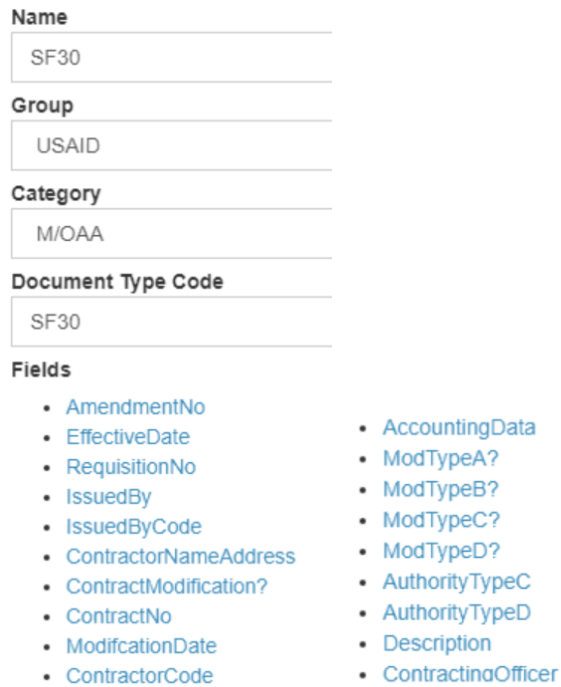 Name
SF30
Group
USAID
Category
M/OAA
Document Type Code
SF30
Fields
AmendmentNo
EffectiveDate
RequisitionNo
IssuedBy
IssuedByCode
ContractorNameAddress
ContractModification?
ContractNo
ModifcationDate
ContractorCode
AccountingData
ModTypeA?
ModTypeB?
ModTypeC?
ModTypeD?
AuthorityTypeC
AuthorityTypeD
Description
ContractingOfficer